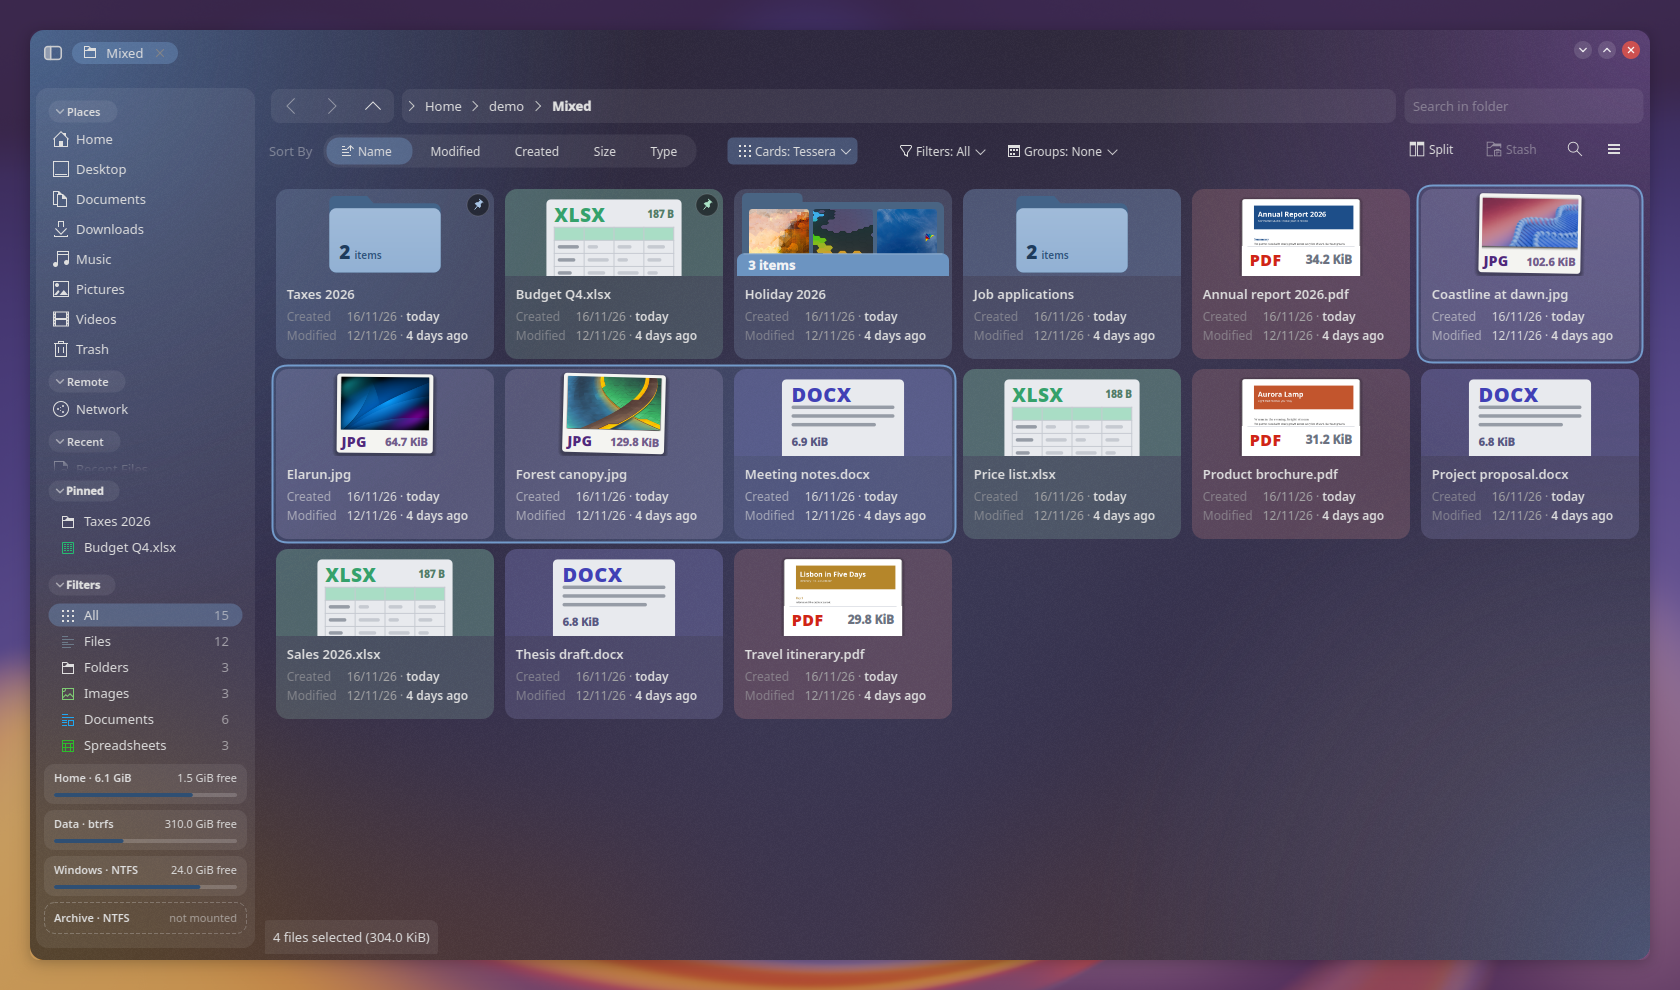 Mixed
Places
Home
Desktop
Documents
Downloads
Music
Pictures
Videos
Trash
Remote
Network
Recent
Recent Files
Pinned
Taxes 2026
Budget Q4.xlsx
Filters
All 15
Files 12
Folders 3
Images 3
Documents 6
Spreadsheets 3
Home · 6.1 GiB 1.5 GiB free
Data · btrfs 310.0 GiB free
Windows · NTFS 24.0 GiB free
Archive · NTFS not mounted
Home demo Mixed
Search in folder
Sort By Name Modified Created Size Type Cards: Tessera Filters: All Groups: None Split Stash
2 items
Taxes 2026
Created 16/11/26 · today
Modified 12/11/26 · 4 days ago
XLSX 187 B
Budget Q4.xlsx
Created 16/11/26 · today
Modified 12/11/26 · 4 days ago
3 items
Holiday 2026
Created 16/11/26 · today
Modified 12/11/26 · 4 days ago
2 items
Job applications
Created 16/11/26 · today
Modified 12/11/26 · 4 days ago
Annual Report 2026
PDF 34.2 KiB
Annual report 2026.pdf
Created 16/11/26 · today
Modified 12/11/26 · 4 days ago
JPG 102.6 KiB
Coastline at dawn.jpg
Created 16/11/26 · today
Modified 12/11/26 · 4 days ago
JPG 64.7 KiB
Elarun.jpg
Created 16/11/26 · today
Modified 12/11/26 · 4 days ago
JPG 129.8 KiB
Forest canopy.jpg
Created 16/11/26 · today
Modified 12/11/26 · 4 days ago
DOCX
6.9 KiB
Meeting notes.docx
Created 16/11/26 · today
Modified 12/11/26 · 4 days ago
XLSX 188 B
Price list.xlsx
Created 16/11/26 · today
Modified 12/11/26 · 4 days ago
Aurora Lamp
PDF 31.2 KiB
Product brochure.pdf
Created 16/11/26 · today
Modified 12/11/26 · 4 days ago
DOCX
6.8 KiB
Project proposal.docx
Created 16/11/26 · today
Modified 12/11/26 · 4 days ago
XLSX 187 B
Sales 2026.xlsx
Created 16/11/26 · today
Modified 12/11/26 · 4 days ago
DOCX
6.8 KiB
Thesis draft.docx
Created 16/11/26 · today
Modified 12/11/26 · 4 days ago
Lisbon in Five Days
PDF 29.8 KiB
Travel itinerary.pdf
Created 16/11/26 · today
Modified 12/11/26 · 4 days ago
4 files selected (304.0 KiB)